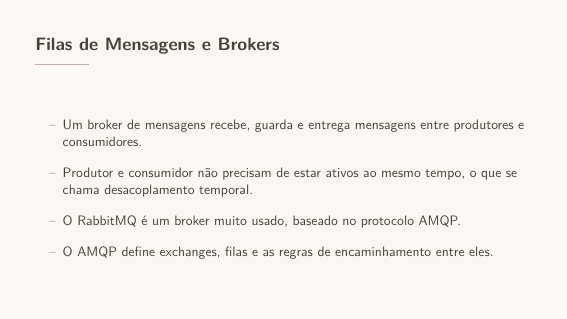 Filas de Mensagens e Brokers
– Um broker de mensagens recebe, guarda e entrega mensagens entre produtores e
consumidores.
– Produtor e consumidor não precisam de estar ativos ao mesmo tempo, o que se
chama desacoplamento temporal.
– O RabbitMQ é um broker muito usado, baseado no protocolo AMQP.
– O AMQP define exchanges, filas e as regras de encaminhamento entre eles.